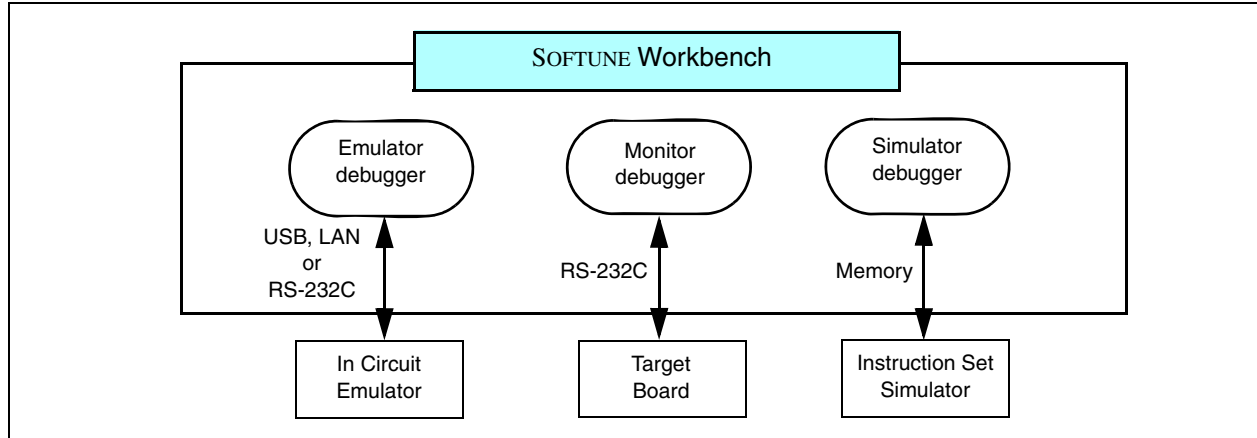 SOFTUNE Workbench
Emulator
debugger
Monitor
debugger
Simulator
debugger
USB, LAN
or
RS-232C
RS-232C
Memory
In Circuit
Emulator
Target
Board
Instruction Set
Simulator